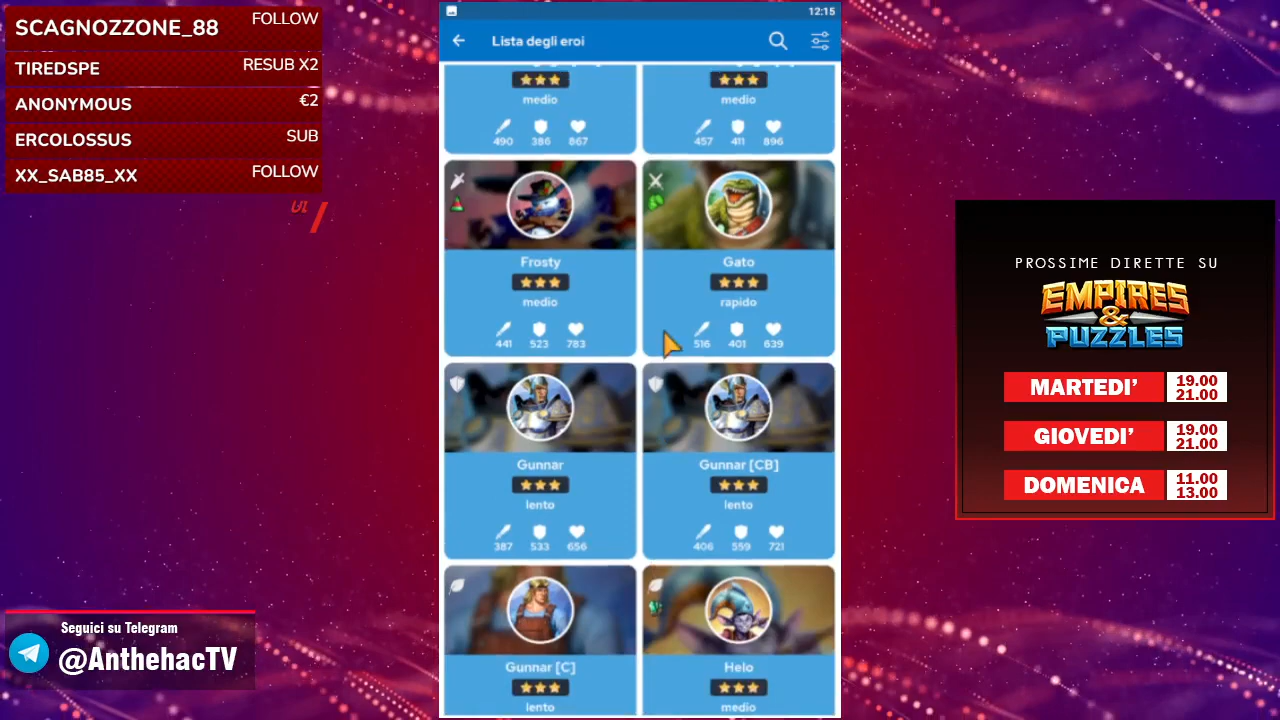 SCAGNOZZONE_88 FOLLOW
TIREDSPE RESUB X2
ANONYMOUS €2
ERCOLOSSUS SUB
XX_SAB85_XX FOLLOW
UI
12:15
Lista degli eroi
medio medio
490 386 867 457 411 896
Frosty Gato
medio rapido
441 523 783 516 401 639
Gunnar Gunnar [CB]
lento lento
387 533 656 406 559 721
Gunnar [C] Helo
lento medio
PROSSIME DIRETTE SU
EMPIRES
&
PUZZLES
MARTEDI’ 19.00
21.00
GIOVEDI’ 19.00
21.00
DOMENICA 11.00
13.00
Seguici su Telegram
@AnthehacTV